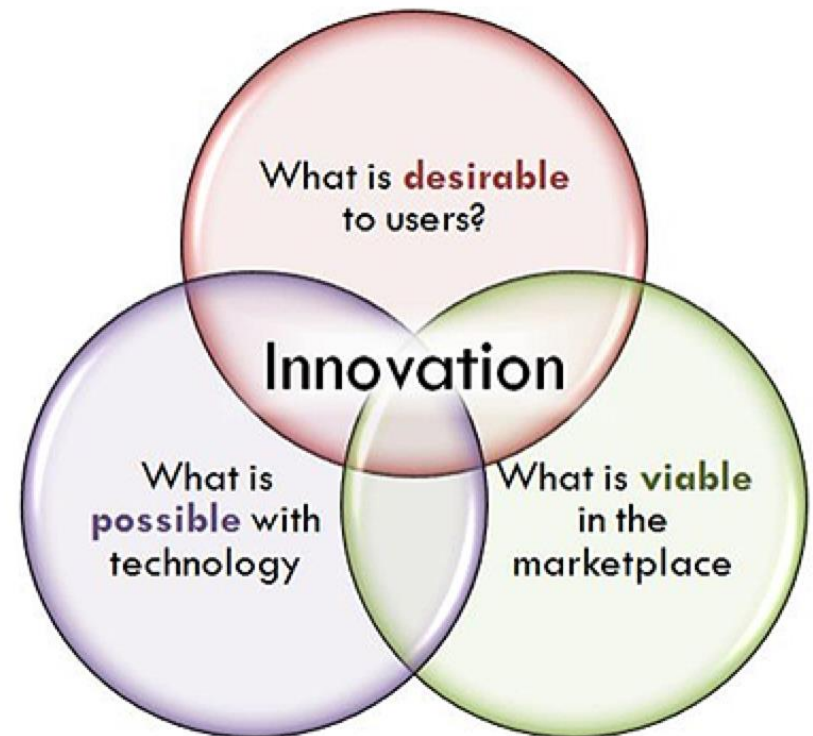 What is desirable
to users?
Innovation
What is
possible with
technology
What is viable
in the
marketplace